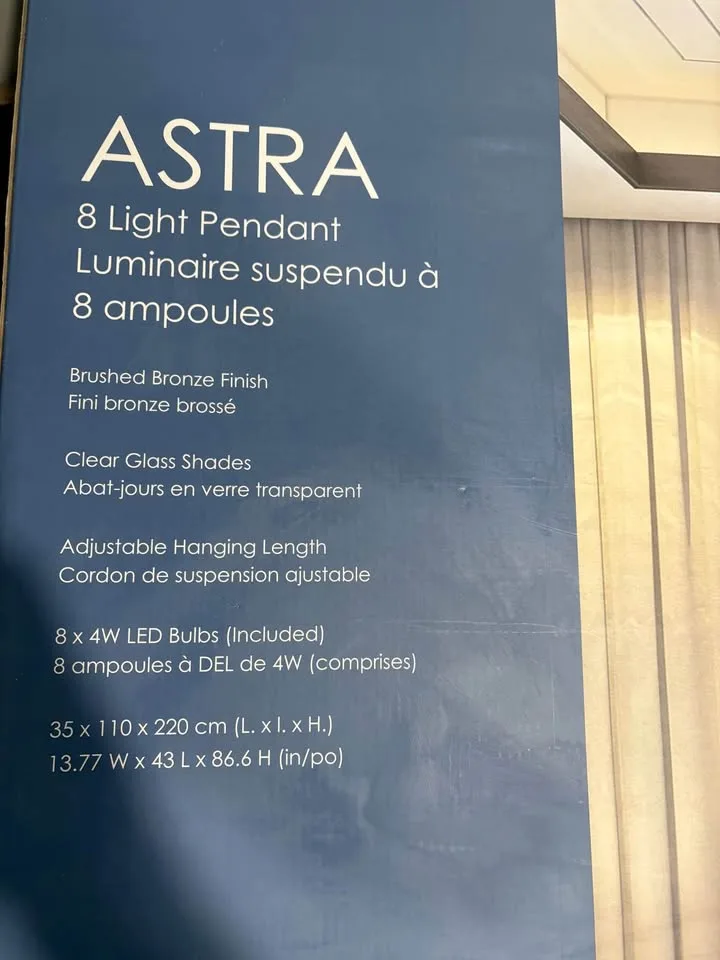 ASTRA
8 Light Pendant
Luminaire suspendu à
8 ampoules
Brushed Bronze Finish
Fini bronze brossé
Clear Glass Shades
Abat-jours en verre transparent
Adjustable Hanging Length
Cordon de suspension ajustable
8 x 4W LED Bulbs (Included)
8 ampoules à DEL de 4W (comprises)
35 x 110 x 220 cm (L. x l. x H.)
13.77 W x 43 L x 86.6 H (in/po)